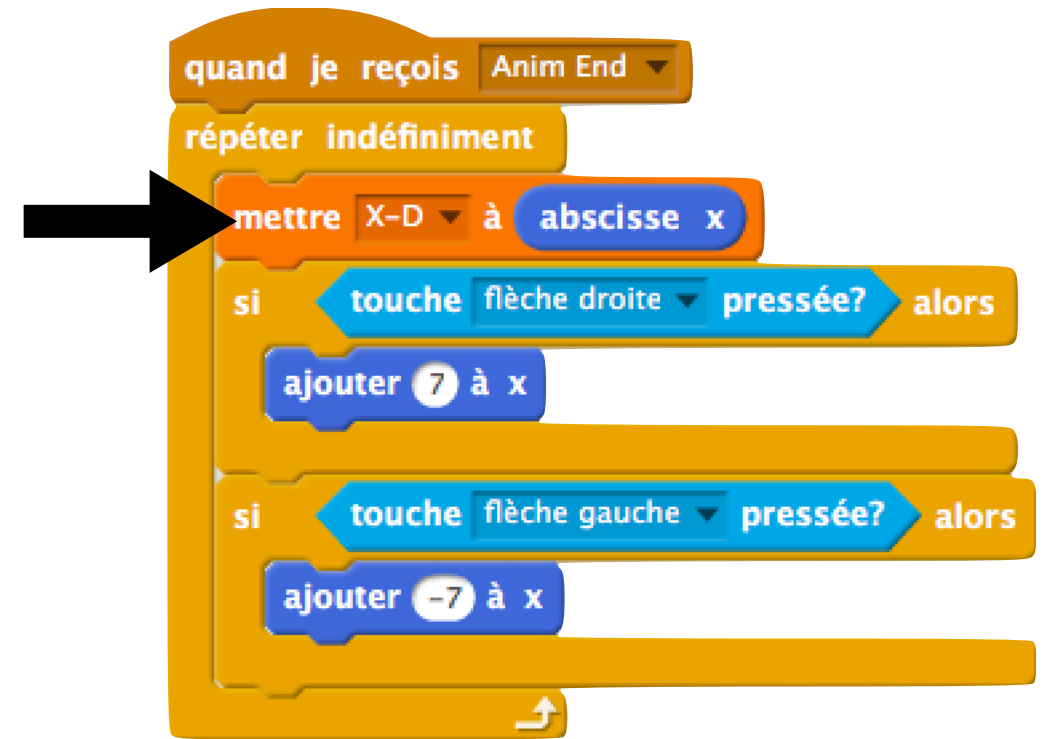 quand je reçois Anim End
répéter indéfiniment
mettre X-D à abscisse x
si touche flèche droite pressée? alors
ajouter 7 à x
si touche flèche gauche pressée? alors
ajouter -7 à x